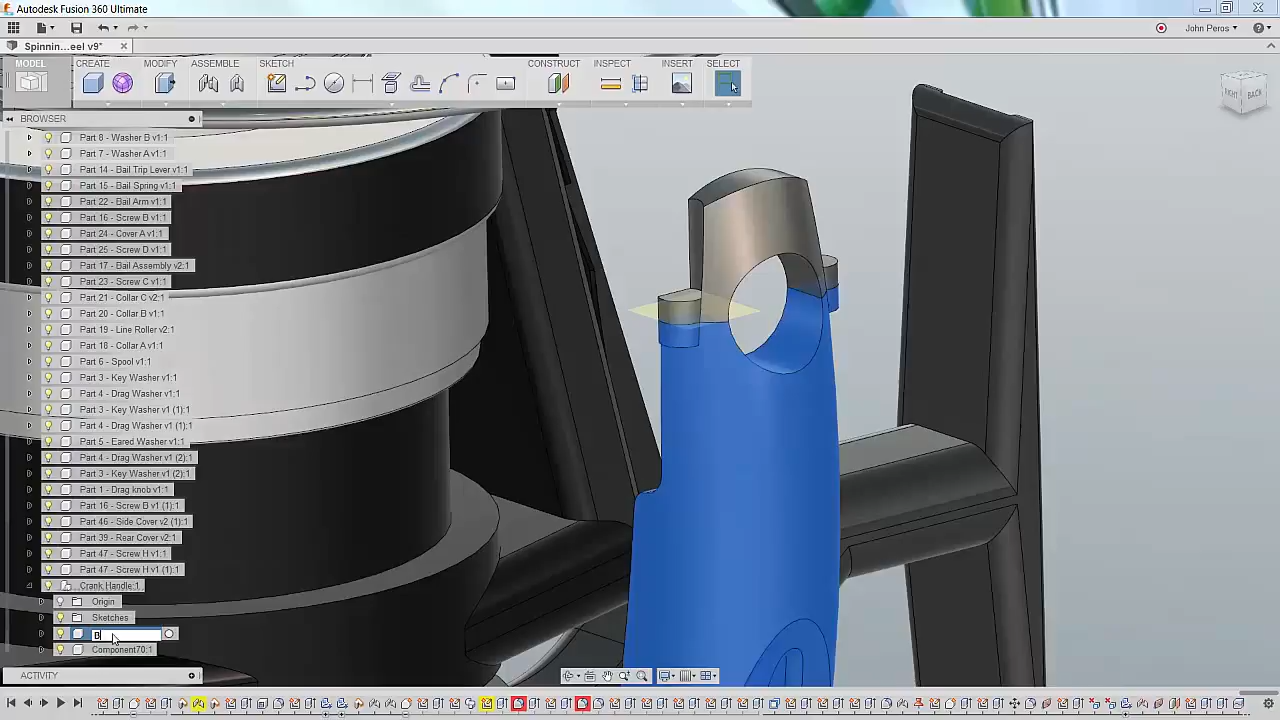 Autodesk Fusion 360 Ultimate
John Peros
Spinnin...eel v9*
MODEL
CREATE
MODIFY
ASSEMBLE
SKETCH
CONSTRUCT
INSPECT
INSERT
SELECT
RIGHT
BACK
BROWSER
Part 8 - Washer B v1:1
Part 7 - Washer A v1:1
Part 14 - Bail Trip Lever v1:1
Part 15 - Bail Spring v1:1
Part 22 - Bail Arm v1:1
Part 16 - Screw B v1:1
Part 24 - Cover A v1:1
Part 25 - Screw D v1:1
Part 17 - Bail Assembly v2:1
Part 23 - Screw C v1:1
Part 21 - Collar C v2:1
Part 20 - Collar B v1:1
Part 19 - Line Roller v2:1
Part 18 - Collar A v1:1
Part 6 - Spool v1:1
Part 3 - Key Washer v1:1
Part 4 - Drag Washer v1:1
Part 3 - Key Washer v1 (1):1
Part 4 - Drag Washer v1 (1):1
Part 5 - Eared Washer v1:1
Part 4 - Drag Washer v1 (2):1
Part 3 - Key Washer v1 (2):1
Part 1 - Drag knob v1:1
Part 16 - Screw B v1 (1):1
Part 46 - Side Cover v2 (1):1
Part 39 - Rear Cover v2:1
Part 47 - Screw H v1:1
Part 47 - Screw H v1 (1):1
Crank Handle:1
Origin
Sketches
B
Component70:1
ACTIVITY